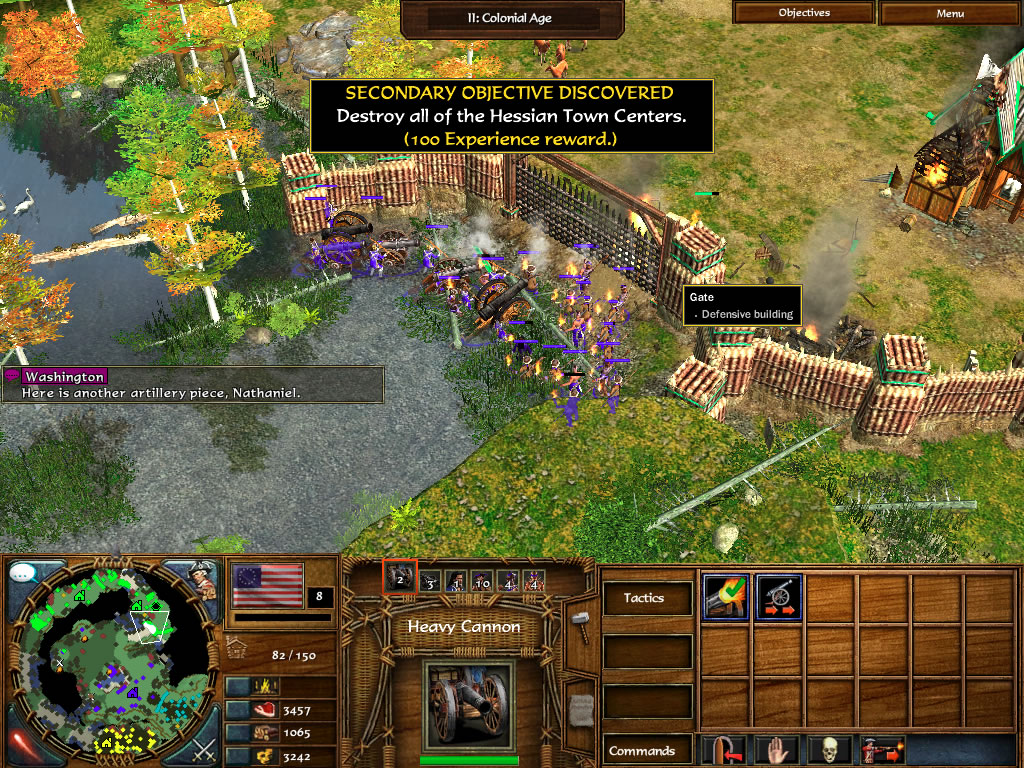 II: Colonial Age
Objectives
Menu
SECONDARY OBJECTIVE DISCOVERED
Destroy all of the Hessian Town Centers.
(100 Experience reward.)
Gate
. Defensive building
Washington
Here is another artillery piece, Nathaniel.
8
82 / 150
3457
1065
3242
2
3
1
10
4
4
Heavy Cannon
Tactics
Commands